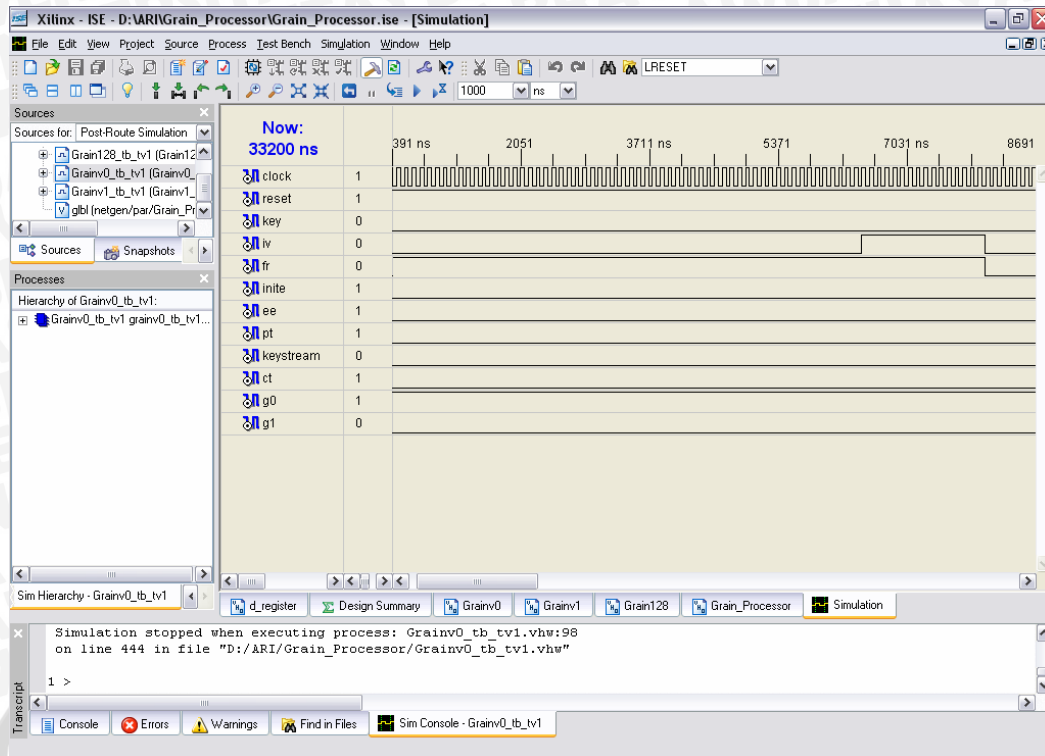 Xilinx - ISE - D:\ARI\Grain_Processor\Grain_Processor.ise - [Simulation]
File Edit View Project Source Process Test Bench Simulation Window Help
LRESET
1000 ns
Sources
Sources for: Post-Route Simulation
Grain128_tb_tv1 (Grain12
Grainv0_tb_tv1 (Grainv0_
Grainv1_tb_tv1 (Grainv1_
glbl (netgen/par/Grain_Pr
Sources Snapshots
Processes
Hierarchy of Grainv0_tb_tv1:
Grainv0_tb_tv1 grainv0_tb_tv1...
Sim Hierarchy - Grainv0_tb_tv1
Now:
33200 ns
391 ns 2051 3711 ns 5371 7031 ns 8691
clock 1
reset 1
key 0
iv 0
fr 0
inite 1
ee 1
pt 1
keystream 0
ct 1
g0 1
g1 0
d_register Design Summary Grainv0 Grainv1 Grain128 Grain_Processor Simulation
Simulation stopped when executing process: Grainv0_tb_tv1.vhw:98
on line 444 in file "D:/ARI/Grain_Processor/Grainv0_tb_tv1.vhw"
1 >
Transcript
Console Errors Warnings Find in Files Sim Console - Grainv0_tb_tv1